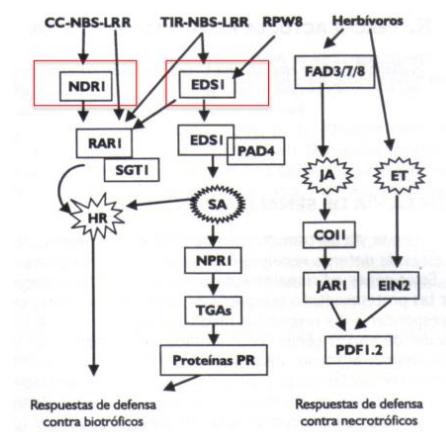 CC-NBS-LRR TIR-NBS-LRR RPW8 Herbívoros
NDR1 EDS1 FAD3/7/8
RAR1 EDS1
SGT1 PAD4
JA ET
HR SA
COI1
NPR1 JAR1 EIN2
TGAs
PDF1.2
Proteínas PR
Respuestas de defensa
contra biotróficos
Respuestas de defensa
contra necrotróficos